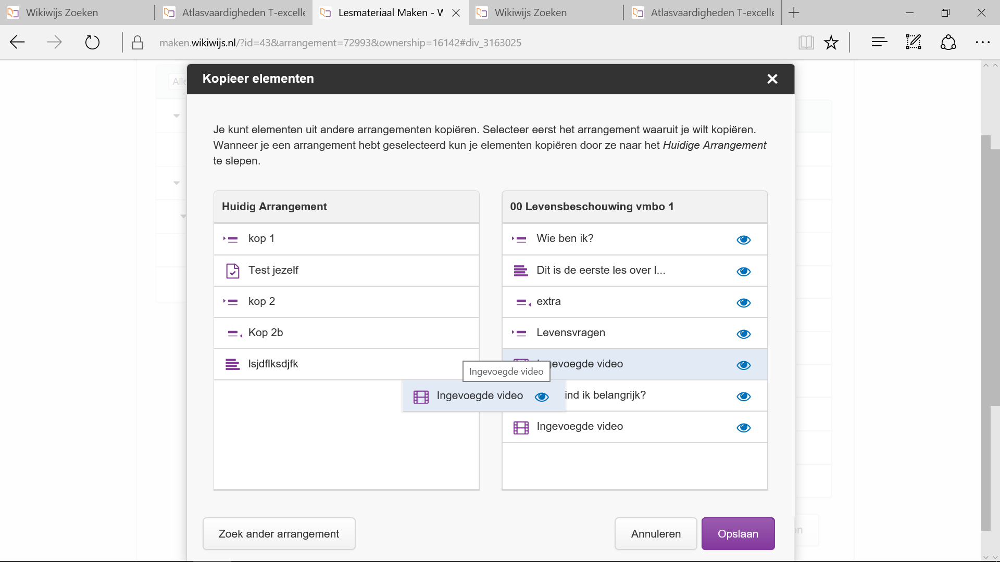 Wikiwijs Zoeken
Atlasvaardigheden T-excelle
Lesmateriaal Maken - W
Wikiwijs Zoeken
Atlasvaardigheden T-excelle
maken.wikiwijs.nl/?id=43&arrangement=72993&ownership=16142#div_3163025
Alle
Kopieer elementen
Je kunt elementen uit andere arrangementen kopiëren. Selecteer eerst het arrangement waaruit je wilt kopiëren.
Wanneer je een arrangement hebt geselecteerd kun je elementen kopiëren door ze naar het Huidige Arrangement
te slepen.
Huidig Arrangement
kop 1
Test jezelf
kop 2
Kop 2b
lsjdflksdjfk
00 Levensbeschouwing vmbo 1
Wie ben ik?
Dit is de eerste les over l...
extra
Levensvragen
gevoegde video
Ingevoegde video
Ingevoegde video
ind ik belangrijk?
Ingevoegde video
Zoek ander arrangement
Annuleren
Opslaan
on